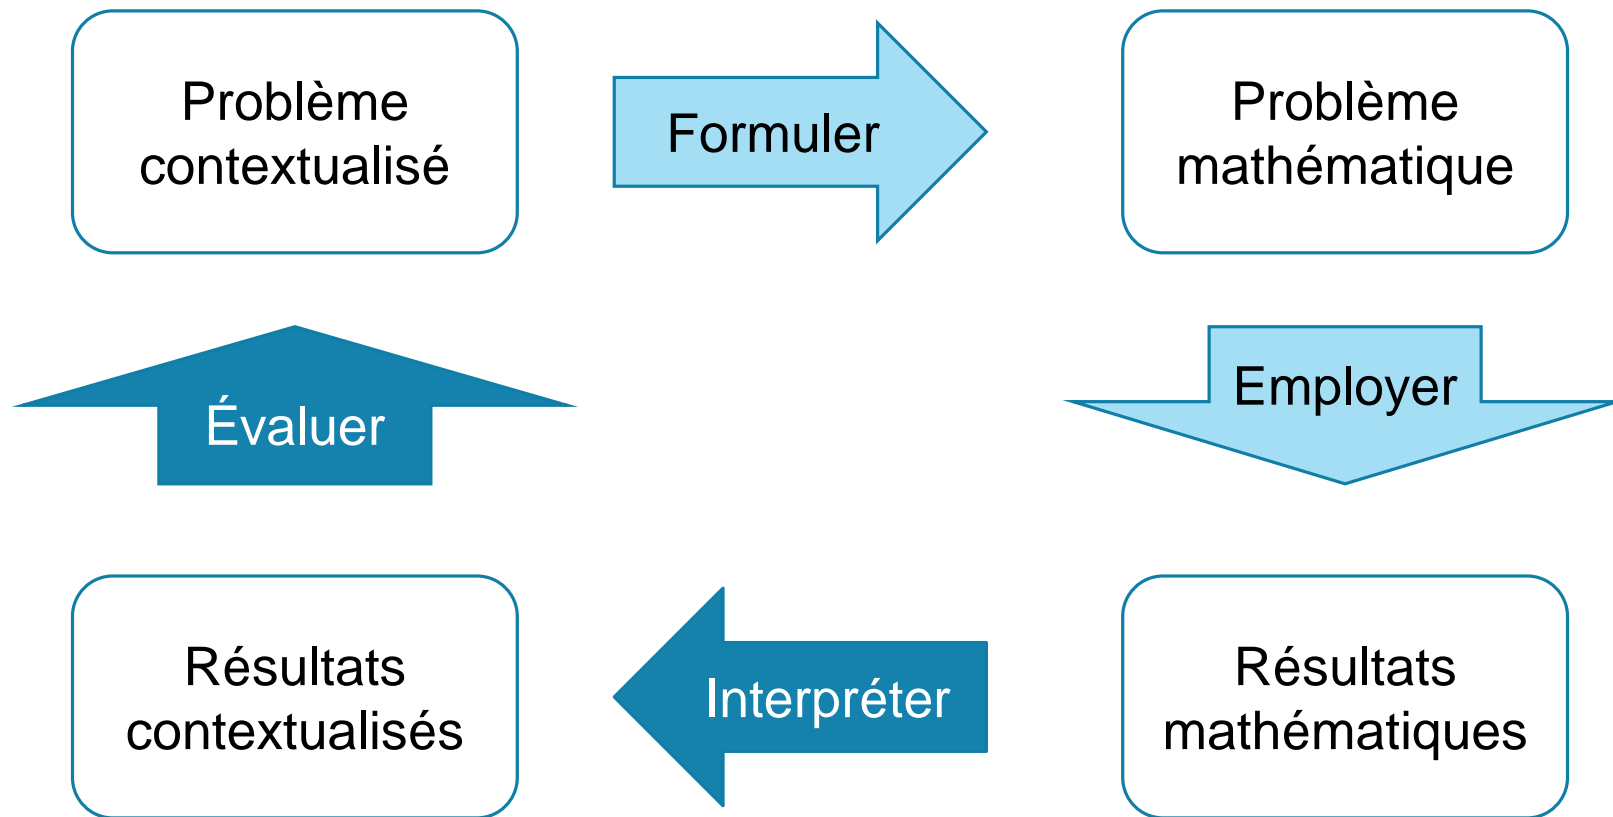 Problème
contextualisé
Formuler
Problème
mathématique
Évaluer
Employer
Résultats
contextualisés
Interpréter
Résultats
mathématiques